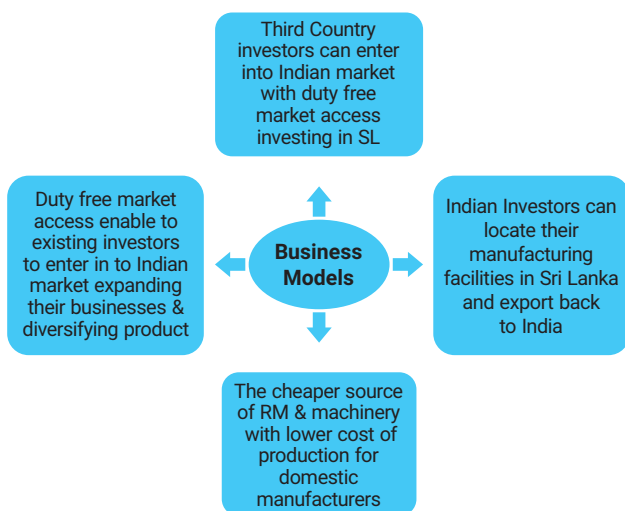 Third Country
investors can enter
into Indian market
with duty free
market access
investing in SL
Duty free market
access enable to
existing investors
to enter in to Indian
market expanding
their businesses &
diversifying product
Business
Models
Indian Investors can
locate their
manufacturing
facilities in Sri Lanka
and export back
to India
The cheaper source
of RM & machinery
with lower cost of
production for
domestic
manufacturers